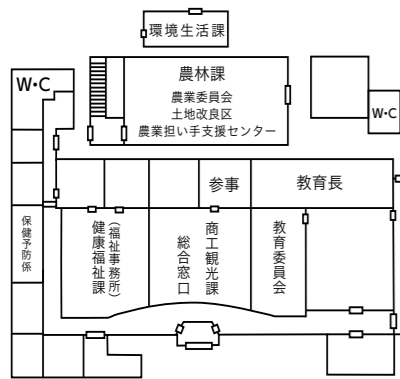 環境生活課
W・C
農林課
農業委員会
土地改良区
農業担い手支援センター
W・C
参事
教育長
保健予防係
健康福祉課
(福祉事務所)
総合窓口
商工観光課
教育委員会